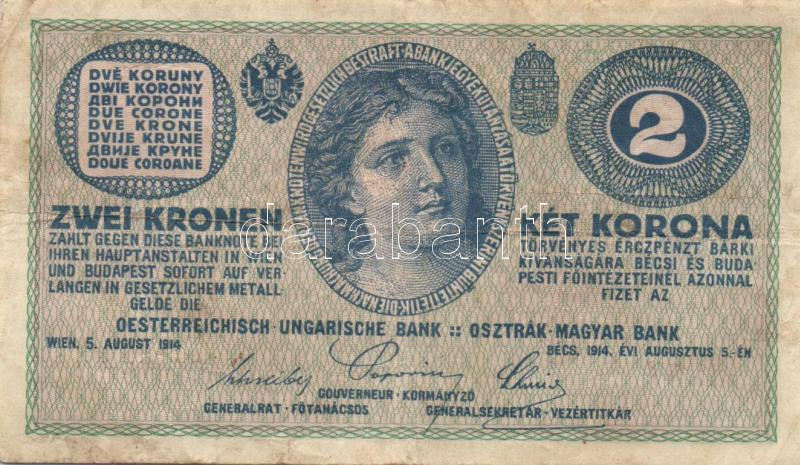 DVĚ KORUNY
DWIE KORONY
ДВІ КОРОНИ
DUE CORONE
DVE KRONE
DVIJE KRUNE
ДВИЈЕ КРУНЕ
DOUE COROANE
2
ZWEI KRONEN
ZAHLT GEGEN DIESE BANKNOTE BEI
IHREN HAUPTANSTALTEN IN WIEN
UND BUDAPEST SOFORT AUF VER-
LANGEN IN GESETZLICHEM METALL-
GELDE DIE
KÉT KORONA
TÖRVÉNYES ÉRCZPÉNZT BÁRKI
KIVÁNSÁGÁRA BÉCSI ÉS BUDA
PESTI FŐINTÉZETEINÉL AZONNAL
FIZET AZ
OESTERREICHISCH-UNGARISCHE BANK :: OSZTRÁK-MAGYAR BANK
WIEN, 5. AUGUST 1914
BÉCS, 1914. ÉVI AUGUSZTUS 5.-ÉN
GOUVERNEUR-KORMÁNYZÓ
GENERALRAT-FŐTANÁCSOS
GENERALSEKRETÄR-VEZÉRTITKÁR
darabanth